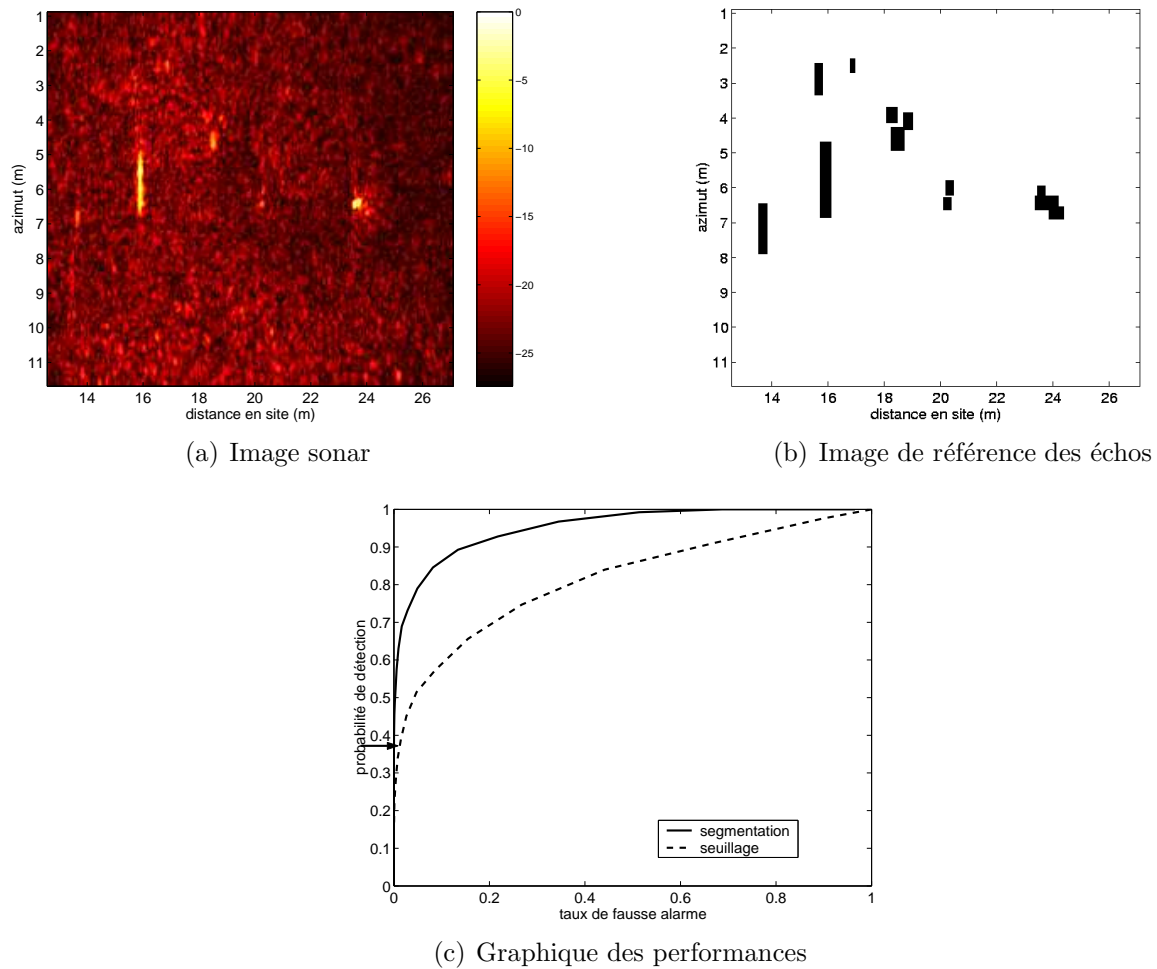 1
2
3
4
5
6
7
8
9
10
11
azimut (m)
14 16 18 20 22 24 26
distance en site (m)
0
−5
−10
−15
−20
−25
(a) Image sonar
1
2
3
4
5
6
7
8
9
10
11
azimut (m)
14 16 18 20 22 24 26
distance en site (m)
(b) Image de référence des échos
1
0.9
0.8
0.7
0.6
0.5
0.4
0.3
0.2
0.1
0
probabilité de détection
segmentation
seuillage
0 0.2 0.4 0.6 0.8 1
taux de fausse alarme
(c) Graphique des performances